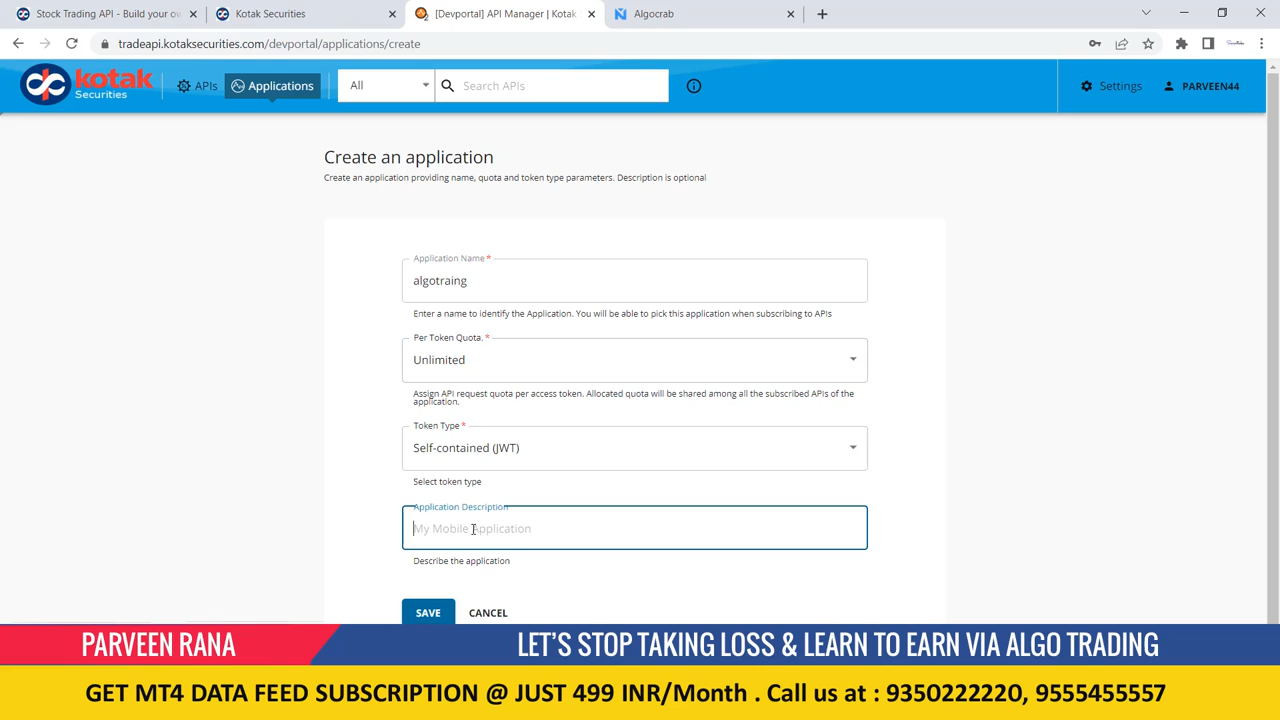 Stock Trading API - Build your ow
Kotak Securities
[Devportal] API Manager | Kotak
Algocrab
tradeapi.kotaksecurities.com/devportal/applications/create
kotak
Securities
APIs
Applications
All
Search APIs
Settings
PARVEEN44
Create an application
Create an application providing name, quota and token type parameters. Description is optional
Application Name *
algotraing
Enter a name to identify the Application. You will be able to pick this application when subscribing to APIs
Per Token Quota. *
Unlimited
Assign API request quota per access token. Allocated quota will be shared among all the subscribed APIs of the
application.
Token Type *
Self-contained (JWT)
Select token type
Application Description
My Mobile Application
Describe the application
SAVE
CANCEL
PARVEEN RANA
LET'S STOP TAKING LOSS & LEARN TO EARN VIA ALGO TRADING
GET MT4 DATA FEED SUBSCRIPTION @ JUST 499 INR/Month . Call us at : 9350222220, 9555455557